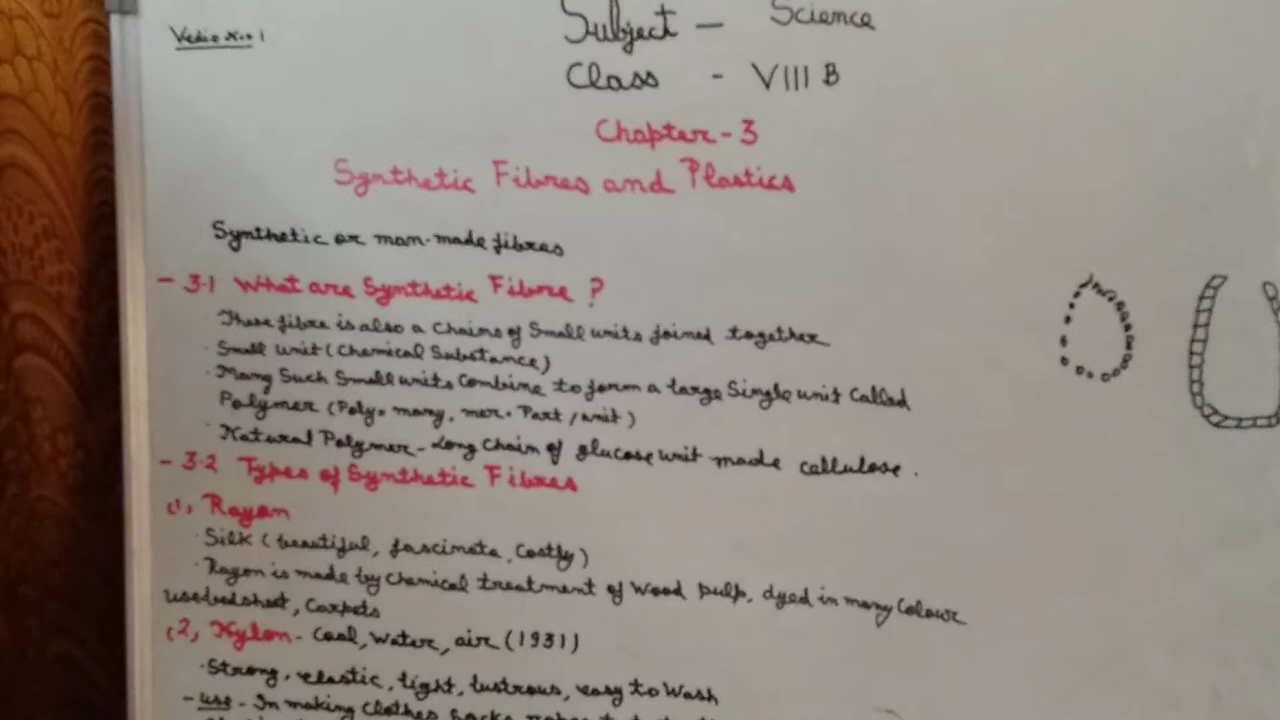 Vedio No 1
Subject - Science
Class - VIII B
Chapter - 3
Synthetic Fibres and Plastics
Synthetic or man-made fibres
- 3.1 What are Synthetic Fibre ?
These fibre is also a Chains of Small units joined together
· Small unit (Chemical Substance)
· Many Such Small units Combine to form a large Single unit Called
Polymer (Poly = many, mer = Part / unit)
· Natural Polymer - Long Chain of glucose unit made cellulose.
- 3.2 Types of Synthetic Fibres
(1) Rayon
· Silk (beautiful, fascinate, Costly)
· Rayon is made by Chemical treatment of Wood pulp, dyed in many Colour
use bedsheet, Carpets
(2) Nylon - Coal, Water, air (1931)
· Strong, elastic, light, lustrous, easy to Wash
- use - In making Clothes Socks ropes